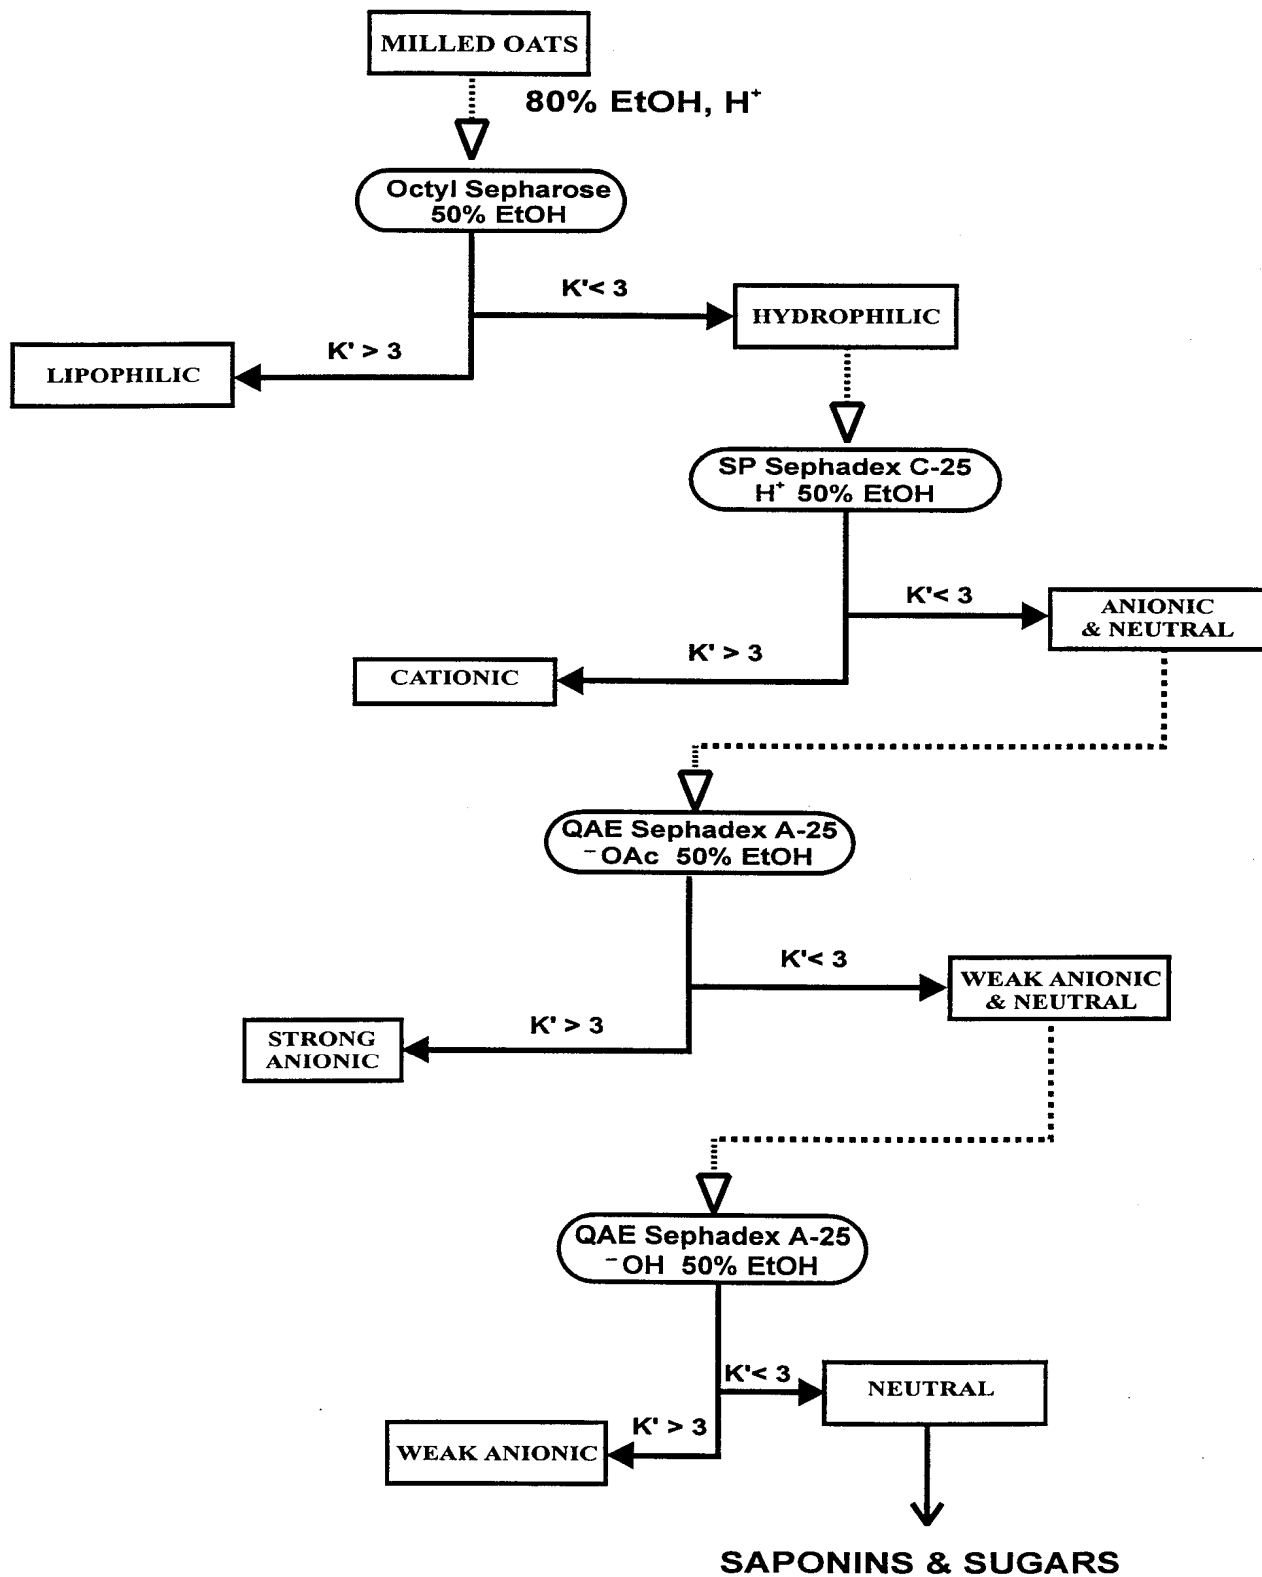 MILLED OATS
80% EtOH, H⁺
Octyl Sepharose
50% EtOH
K'< 3
HYDROPHILIC
K' > 3
LIPOPHILIC
SP Sephadex C-25
H⁺ 50% EtOH
K'< 3
ANIONIC
& NEUTRAL
K' > 3
CATIONIC
QAE Sephadex A-25
⁻OAc 50% EtOH
K'< 3
WEAK ANIONIC
& NEUTRAL
K' > 3
STRONG
ANIONIC
QAE Sephadex A-25
⁻OH 50% EtOH
K'< 3
NEUTRAL
K' > 3
WEAK ANIONIC
SAPONINS & SUGARS